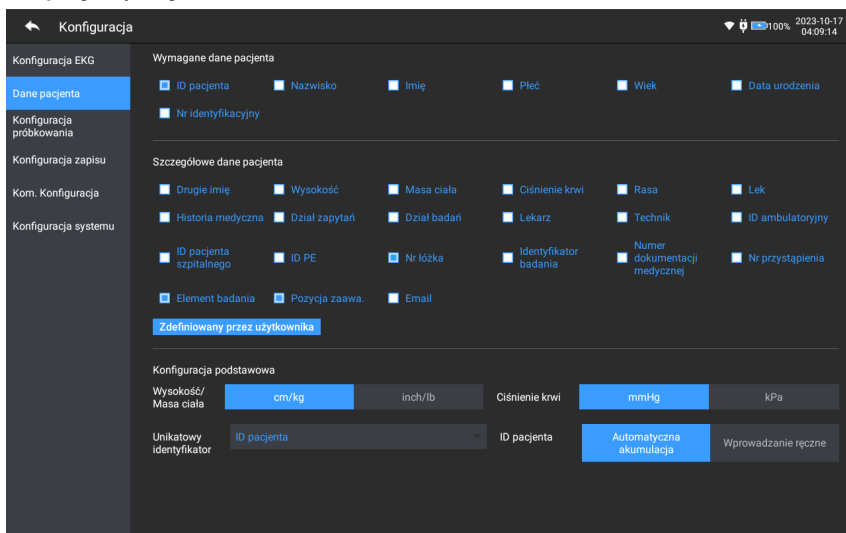 Konfiguracja
100%
2023-10-17
04:09:14
Konfiguracja EKG
Dane pacjenta
Konfiguracja
próbkowania
Konfiguracja zapisu
Kom. Konfiguracja
Konfiguracja systemu
Wymagane dane pacjenta
ID pacjenta Nazwisko Imię Płeć Wiek Data urodzenia
Nr identyfikacyjny
Szczegółowe dane pacjenta
Drugie imię Wysokość Masa ciała Ciśnienie krwi Rasa Lek
Historia medyczna Dział zapytań Dział badań Lekarz Technik ID ambulatoryjny
ID pacjenta
szpitalnego
ID PE
Nr łóżka
Identyfikator
badania
Numer
dokumentacji
medycznej
Nr przystąpienia
Element badania Pozycja zaawa. Email
Zdefiniowany przez użytkownika
Konfiguracja podstawowa
Wysokość/
Masa ciała
cm/kg inch/lb
Ciśnienie krwi
mmHg kPa
Unikatowy
identyfikator
ID pacjenta
ID pacjenta
Automatyczna
akumulacja
Wprowadzanie ręczne